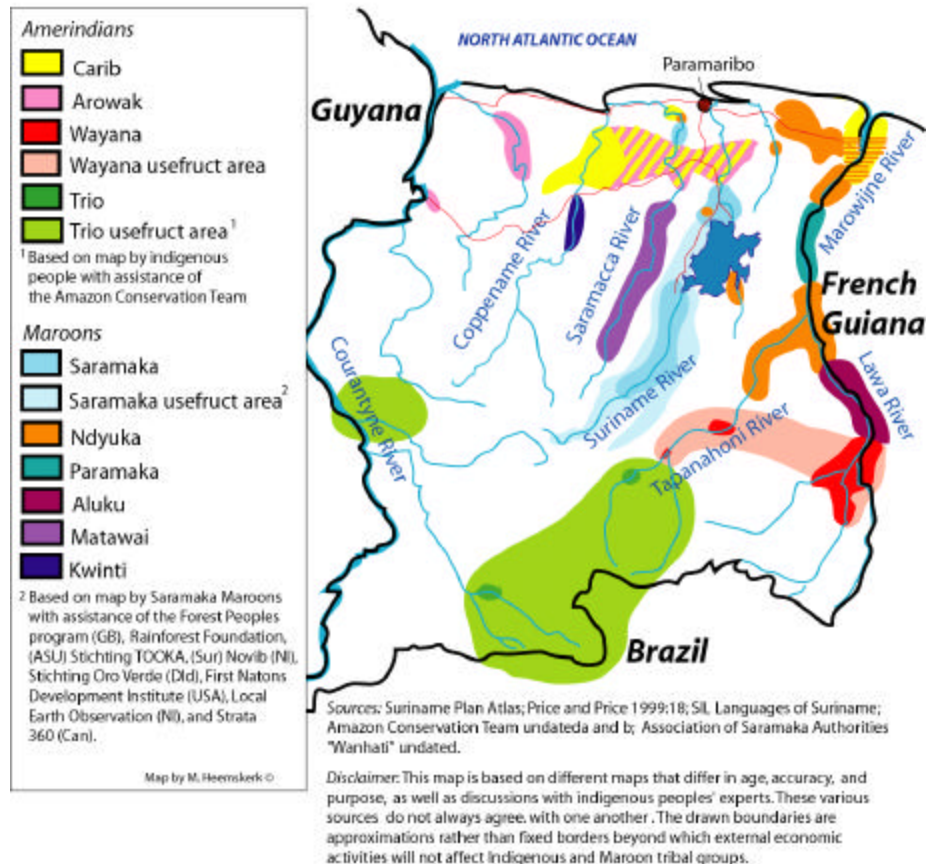 Amerindians
Carib
Arowak
Wayana
Wayana usefruct area
Trio
Trio usefruct area1
1 Based on map by indigenous
people with assistance of
the Amazon Conservation Team
Maroons
Saramaka
Saramaka usefruct area2
Ndyuka
Paramaka
Aluku
Matawai
Kwinti
2 Based on map by Saramaka Maroons
with assistance of the Forest Peoples
program (GB), Rainforest Foundation,
(ASU) Stichting TOOKA, (Sur) Novib (Nl),
Stichting Oro Verde (Dld), First Natons
Development Institute (USA), Local
Earth Observation (Nl), and Strata
360 (Can).
Map by M. Heemskerk ©
NORTH ATLANTIC OCEAN
Paramaribo
Guyana
Marowijne River
Coppename River
Saramacca River
French
Guiana
Courantyne River
Suriname River
Lawa River
Tapanahoni River
Brazil
Sources: Suriname Plan Atlas; Price and Price 1999:18; SIL Languages of Suriname;
Amazon Conservation Team undateda and b; Association of Saramaka Authorities
"Wanhati" undated.
Disclaimer: This map is based on different maps that differ in age, accuracy, and
purpose, as well as discussions with indigenous peoples' experts. These various
sources do not always agree. with one another . The drawn boundaries are
approximations rather than fixed borders beyond which external economic
activities will not affect Indigenous and Maroon tribal groups.